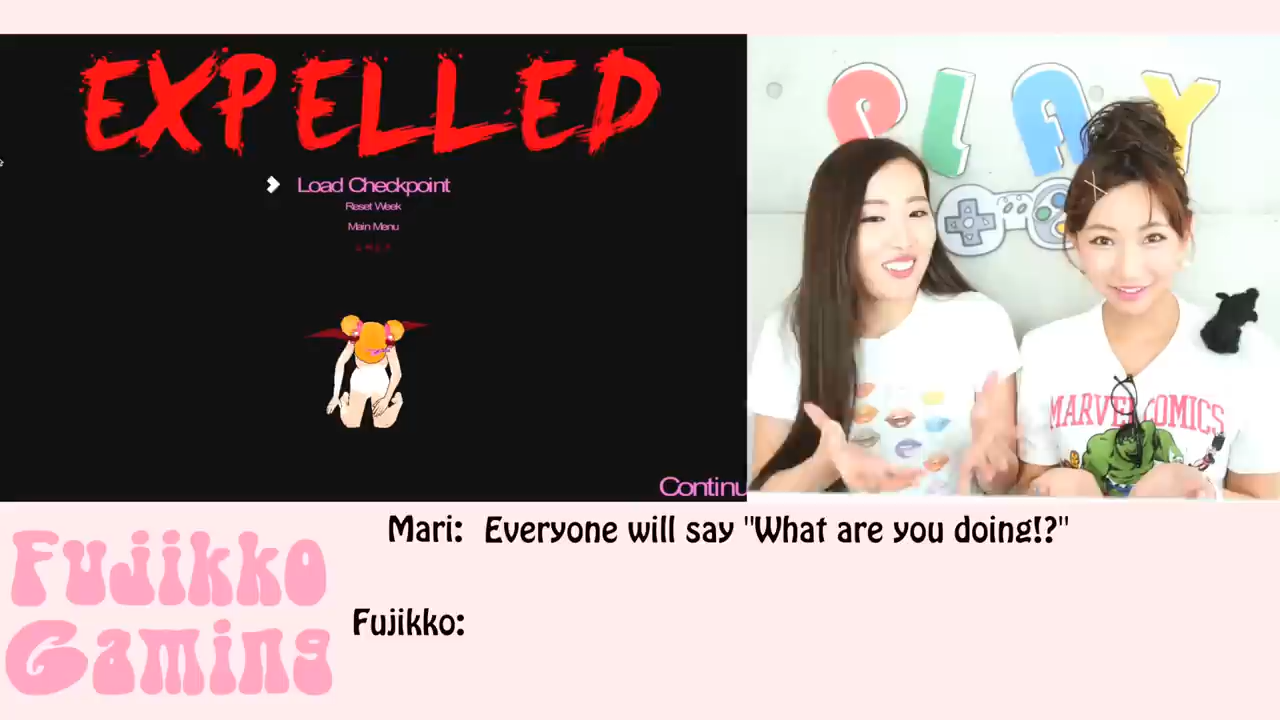 EXPELLED
Load Checkpoint
Reset Week
Main Menu
Continu
PLAY
MARVEL COMICS
Mari: Everyone will say "What are you doing!?"
Fujikko:
Fujikko
Gaming